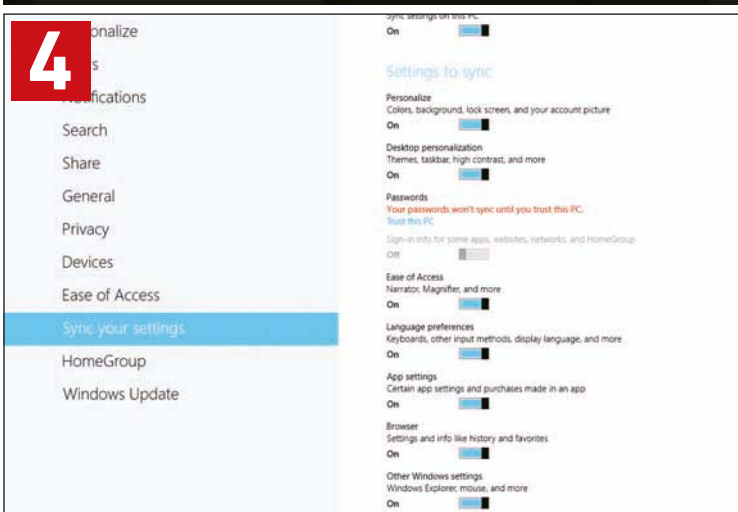 4
onalize
s
Notifications
Search
Share
General
Privacy
Devices
Ease of Access
Sync your settings
HomeGroup
Windows Update
Sync settings on this PC
On
Settings to sync
Personalize
Colors, background, lock screen, and your account picture
On
Desktop personalization
Themes, taskbar, high contrast, and more
On
Passwords
Your passwords won't sync until you trust this PC.
Trust this PC
Sign-in info for some apps, websites, networks, and HomeGroup
Off
Ease of Access
Narrator, Magnifier, and more
On
Language preferences
Keyboards, other input methods, display language, and more
On
App settings
Certain app settings and purchases made in an app
On
Browser
Settings and info like history and favorites
On
Other Windows settings
Windows Explorer, mouse, and more
On